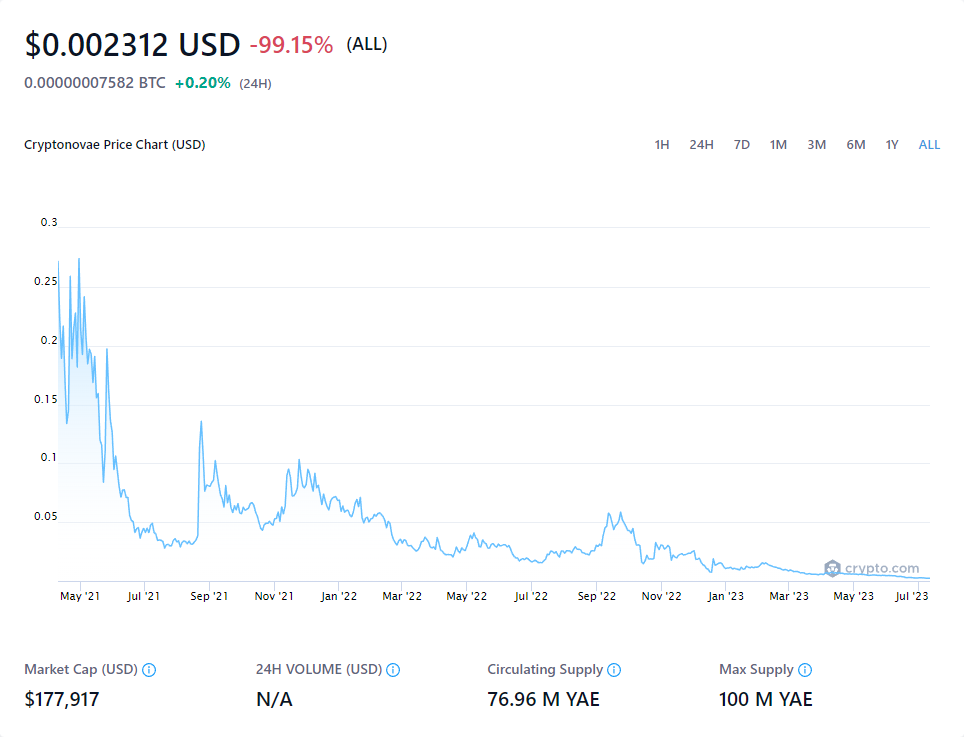 $0.002312 USD -99.15% (ALL)
0.00000007582 BTC +0.20% (24H)
Cryptonovae Price Chart (USD) 1H 24H 7D 1M 3M 6M 1Y ALL
0.3
0.25
0.2
0.15
0.1
0.05
crypto.com
May '21 Jul '21 Sep '21 Nov '21 Jan '22 Mar '22 May '22 Jul '22 Sep '22 Nov '22 Jan '23 Mar '23 May '23 Jul '23
Market Cap (USD) 24H VOLUME (USD) Circulating Supply Max Supply
$177,917 N/A 76.96 M YAE 100 M YAE